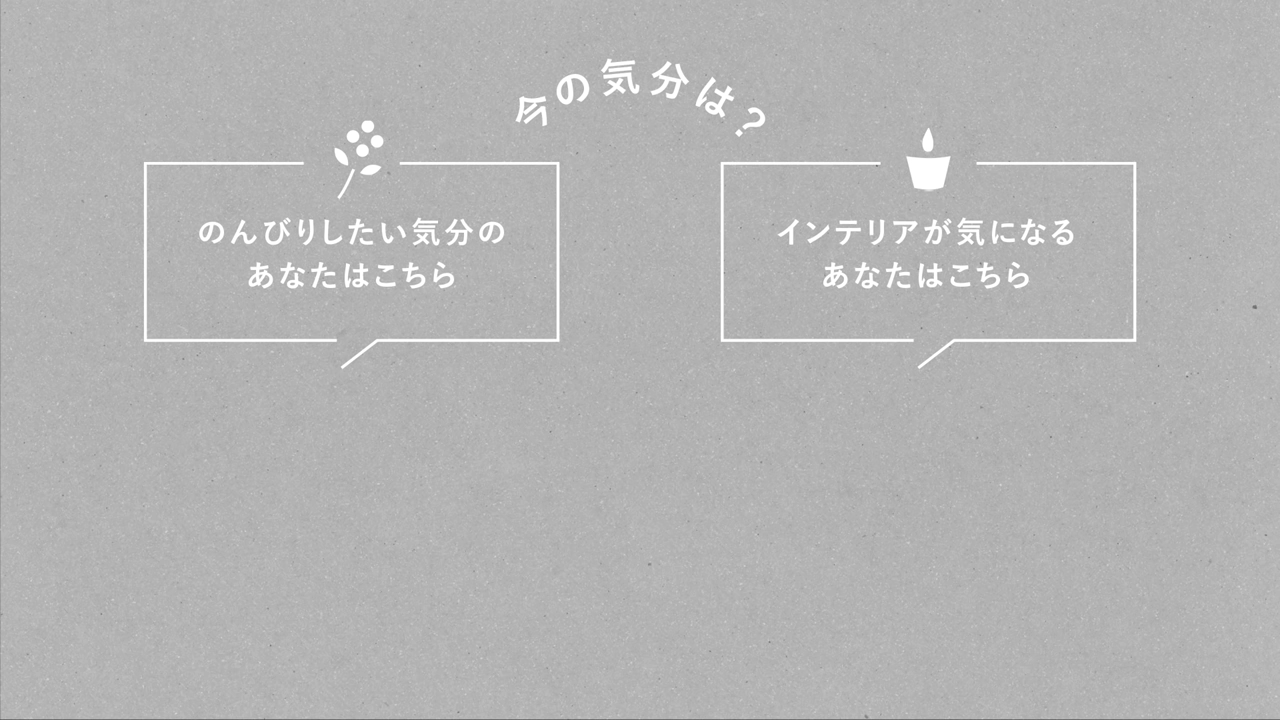 今の気分は？
のんびりしたい気分の
あなたはこちら
インテリアが気になる
あなたはこちら